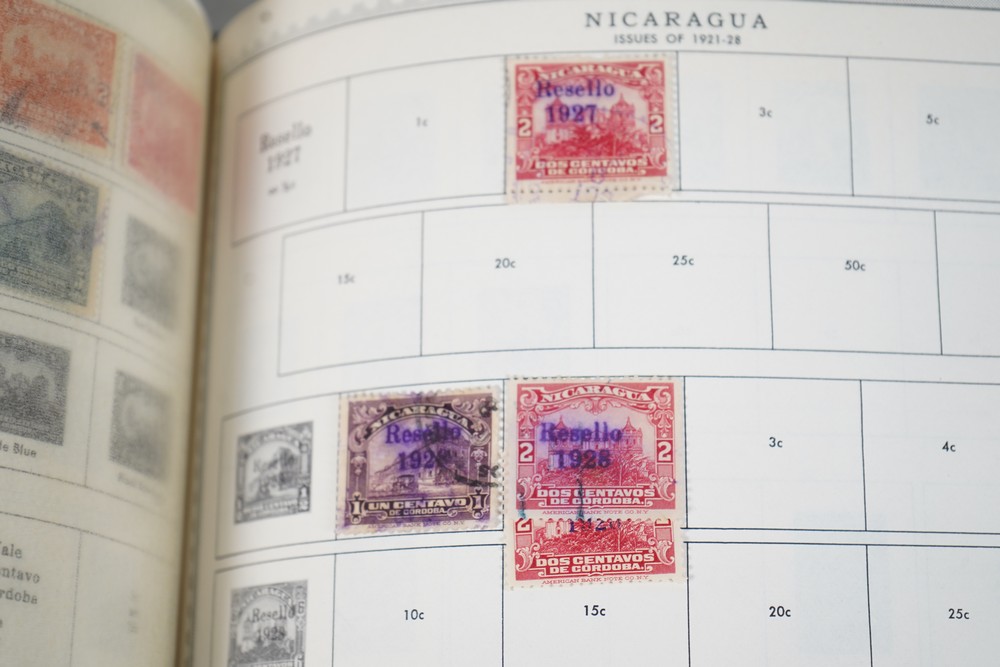 NICARAGUA
ISSUES OF 1921-28
Resello
1927
1c
NICARAGUA
Resello
1927
2 2
DOS CENTAVOS
DE CORDOBA.
3c
5c
15c
20c
25c
50c
NICARAGUA
Resello
1928
1 1
UN CENTAVO
DE CORDOBA.
NICARAGUA
Resello
1928
2 2
DOS CENTAVOS
DE CORDOBA.
AMERICAN BANK NOTE CO. N.Y.
2 2
DOS CENTAVOS
DE CORDOBA.
AMERICAN BANK NOTE CO. N.Y.
3c
4c
Resello
1928
10c
15c
20c
25c
Blue
entavo
rdoba